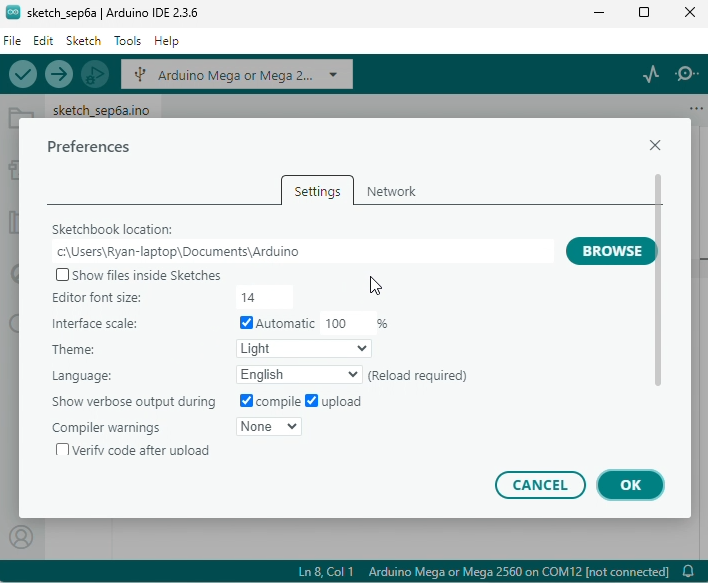 sketch_sep6a | Arduino IDE 2.3.6
File Edit Sketch Tools Help
Arduino Mega or Mega 2...
sketch_sep6a.ino
Preferences
Settings Network
Sketchbook location:
c:\Users\Ryan-laptop\Documents\Arduino BROWSE
Show files inside Sketches
Editor font size: 14
Interface scale: Automatic 100 %
Theme: Light
Language: English (Reload required)
Show verbose output during compile upload
Compiler warnings None
Verify code after upload
CANCEL OK
Ln 8, Col 1 Arduino Mega or Mega 2560 on COM12 [not connected]